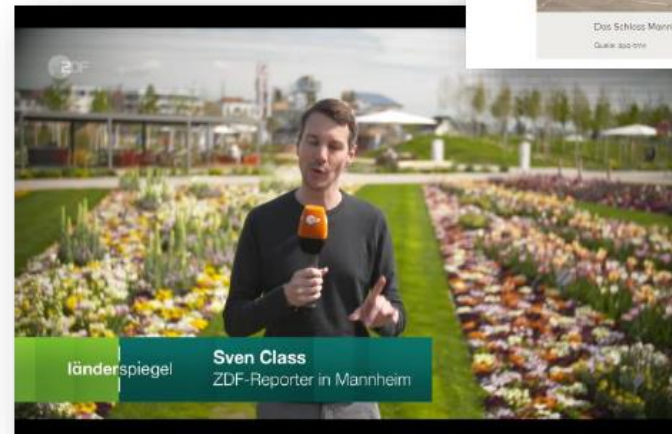 Das Schloss Mann
ZDF
länderspiegel
Sven Class
ZDF-Reporter in Mannheim